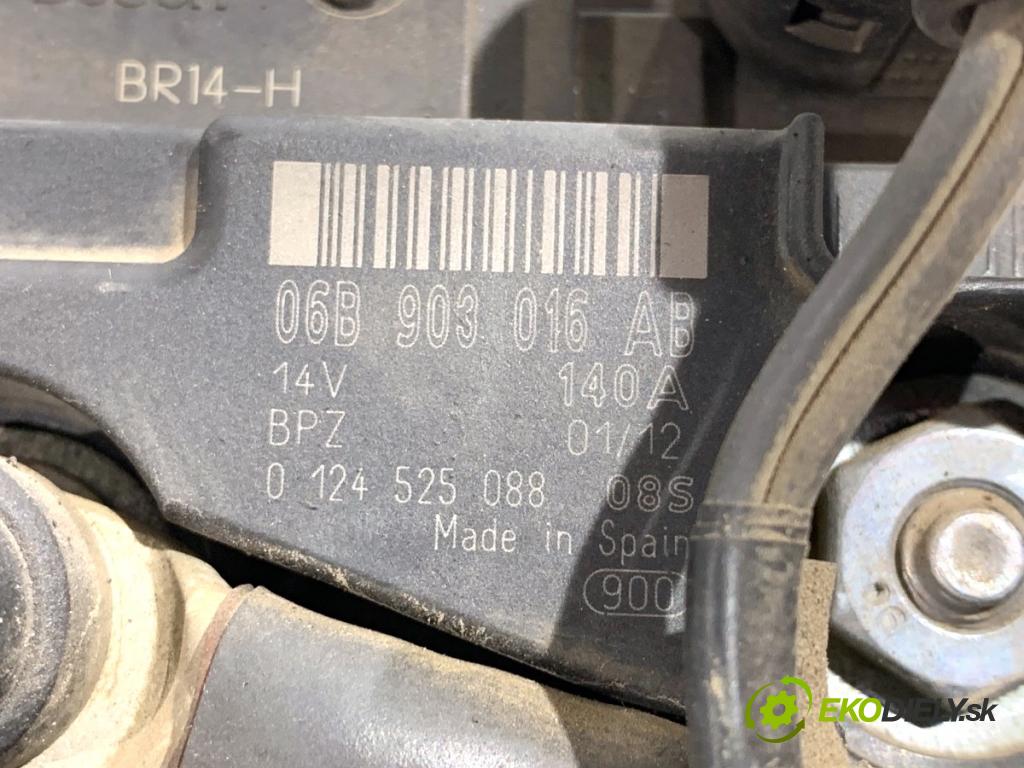 BR14-H
06B 903 016 AB
14V 140A
BPZ 01/12
0 124 525 088 08S
Made in Spain
900
96
EKODIELY.sk